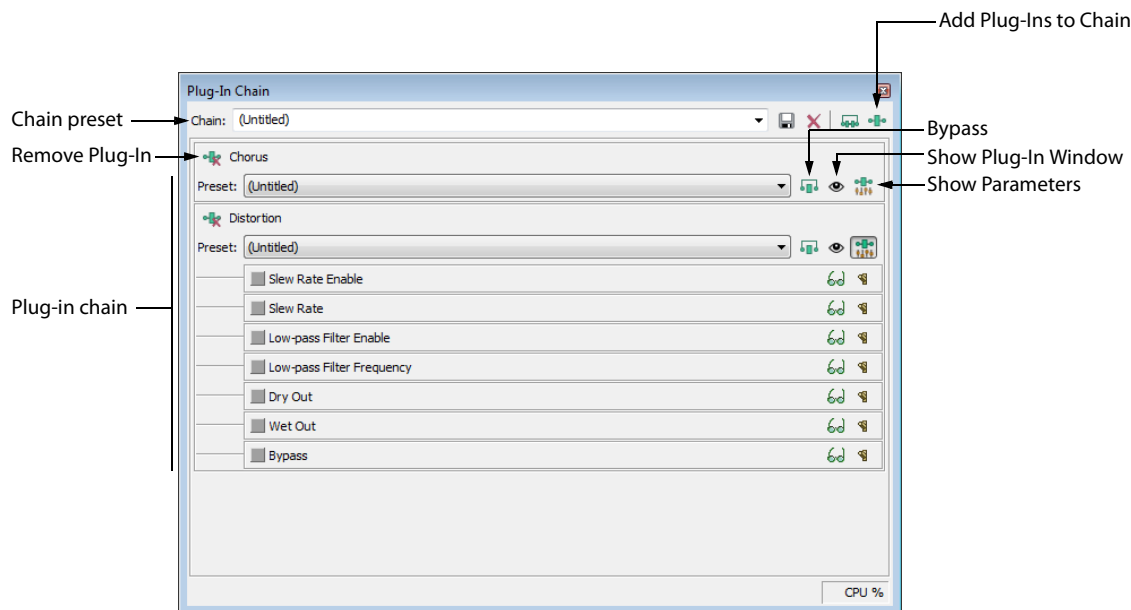 Add Plug-Ins to Chain
Plug-In Chain
Chain preset
Chain: (Untitled)
Bypass
Remove Plug-In
Chorus
Show Plug-In Window
Preset: (Untitled)
Show Parameters
Distortion
Preset: (Untitled)
Slew Rate Enable
Plug-in chain
Slew Rate
Low-pass Filter Enable
Low-pass Filter Frequency
Dry Out
Wet Out
Bypass
CPU %